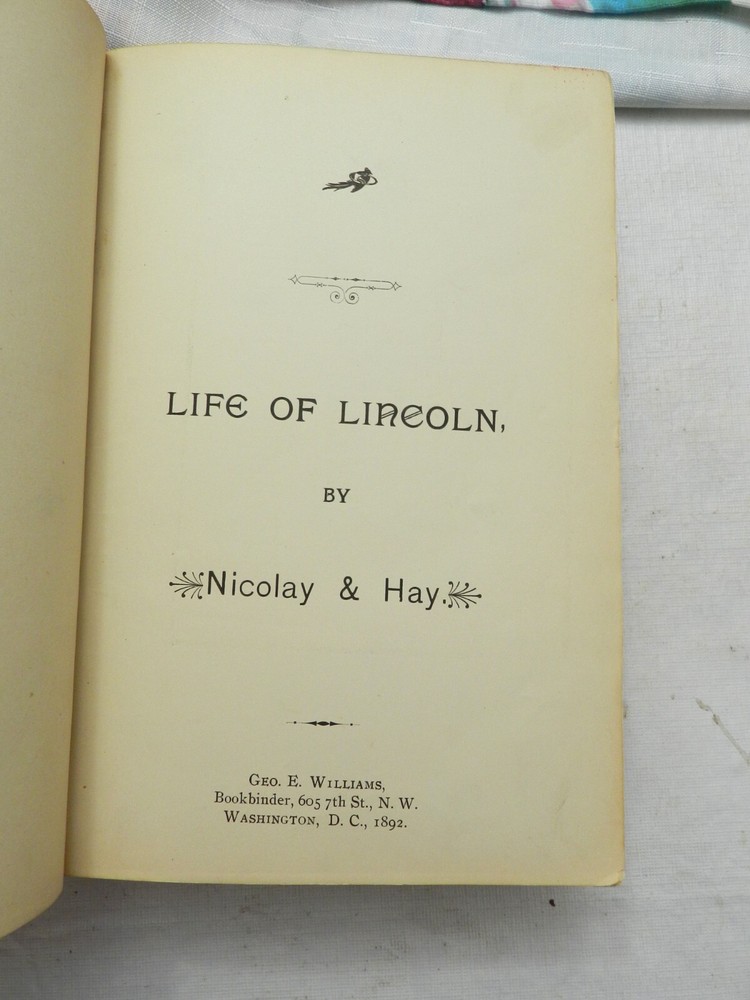 LIFE OF LINCOLN,
BY
Nicolay & Hay.
GEO. E. WILLIAMS,
Bookbinder, 605 7th St., N. W.
WASHINGTON, D. C., 1892.